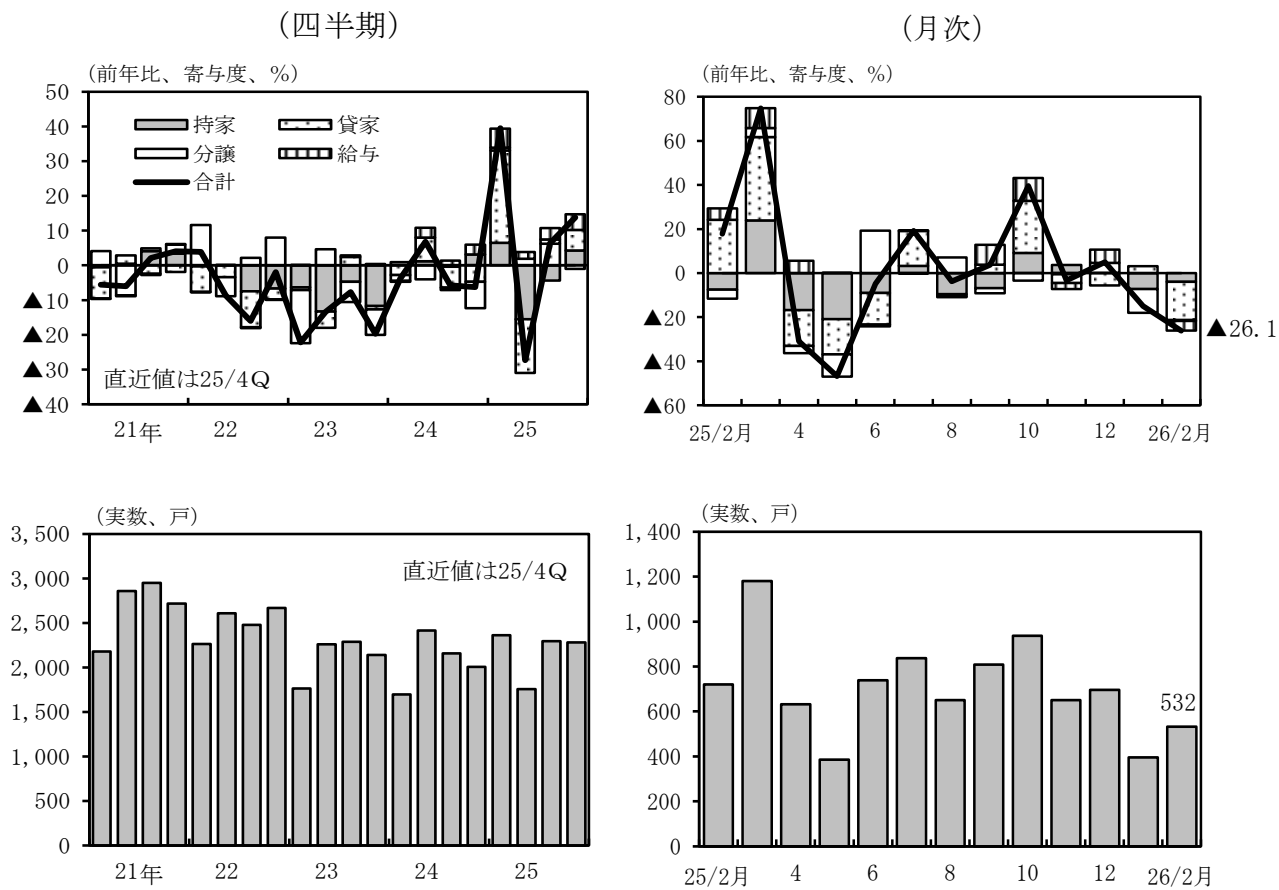 (四半期)
(前年比、寄与度、%)
50
40
30
20
10
0
▲ 10
▲ 20
▲ 30
▲ 40
持家
貸家
分譲
給与
合計
直近値は25/4Q
21年 22 23 24 25
(月次)
(前年比、寄与度、%)
80
60
40
20
0
▲ 20
▲ 40
▲ 60
▲26.1
25/2月 4 6 8 10 12 26/2月
(実数、戸)
3,500
3,000
2,500
2,000
1,500
1,000
500
0
直近値は25/4Q
21年 22 23 24 25
(実数、戸)
1,400
1,200
1,000
800
600
400
200
0
532
25/2月 4 6 8 10 12 26/2月